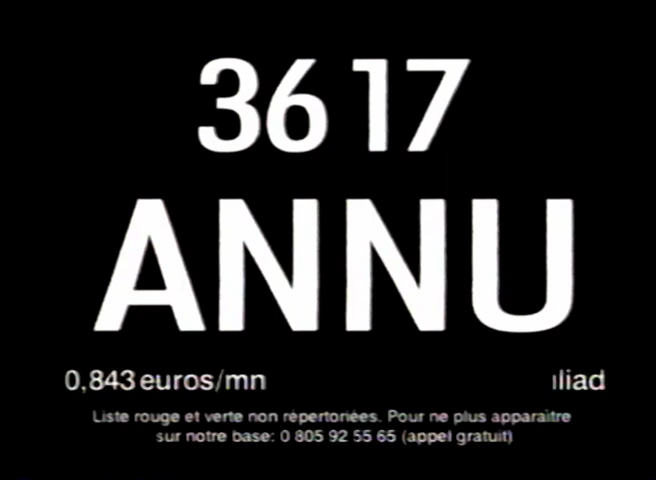 36 17
ANNU
0,843 euros/mn
iliad
Liste rouge et verte non répertoriées. Pour ne plus apparaître
sur notre base: 0 805 92 55 65 (appel gratuit)